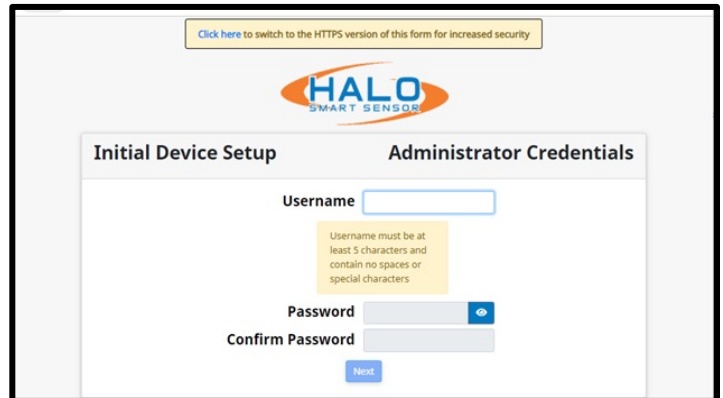 Click here to switch to the HTTPS version of this form for increased security
HALO
SMART SENSOR
Initial Device Setup Administrator Credentials
Username
Username must be at
least 5 characters and
contain no spaces or
special characters
Password
Confirm Password
Next